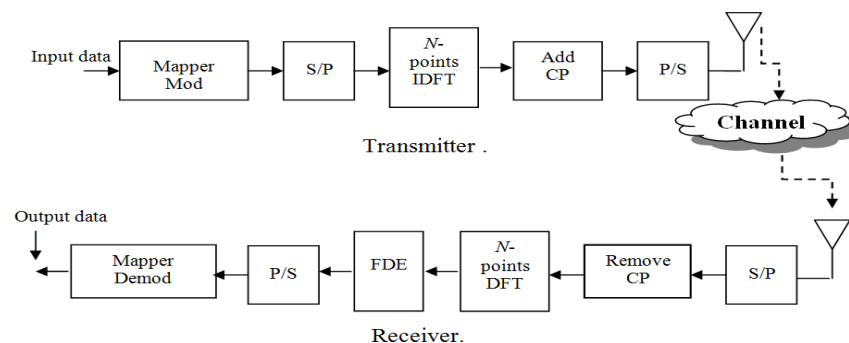 Input data
Mapper
Mod
S/P
N-
points
IDFT
Add
CP
P/S
Channel
Transmitter .
Output data
Mapper
Demod
P/S
FDE
N-
points
DFT
Remove
CP
S/P
Receiver.